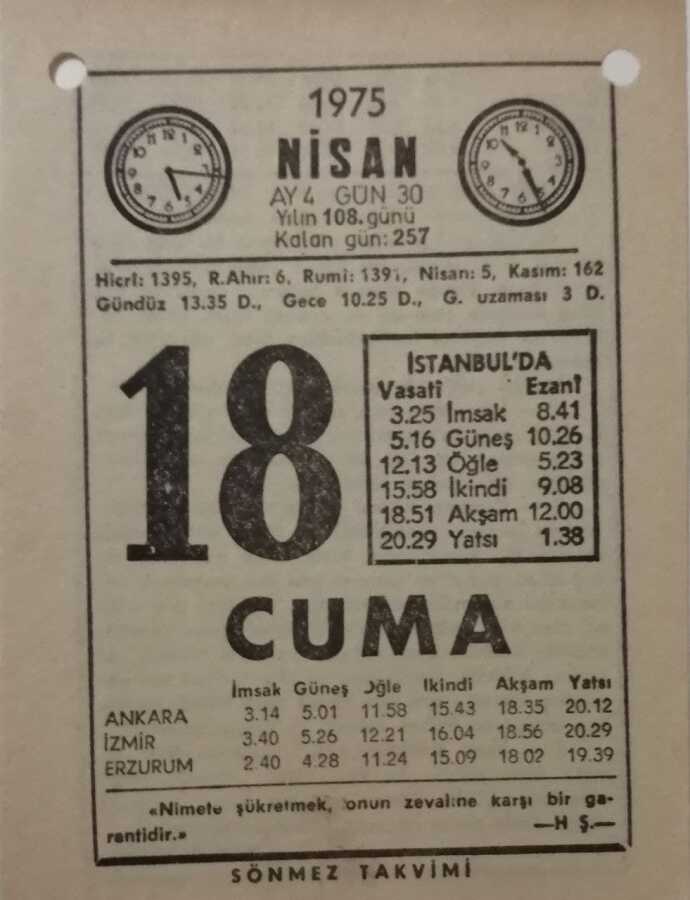 1975
NİSAN
AY 4 GÜN 30
Yılın 108. günü
Kalan gün: 257
Hicrî: 1395, R.Ahır: 6, Rumî: 1391, Nisan: 5, Kasım: 162
Gündüz 13.35 D., Gece 10.25 D., G. uzaması 3 D.
18
İSTANBUL'DA
Vasatî Ezanî
3.25 İmsak 8.41
5.16 Güneş 10.26
12.13 Öğle 5.23
15.58 İkindi 9.08
18.51 Akşam 12.00
20.29 Yatsı 1.38
CUMA
İmsak Güneş Öğle Ikindi Akşam Yatsı
ANKARA 3.14 5.01 11.58 15.43 18.35 20.12
İZMİR 3.40 5.26 12.21 16.04 18.56 20.29
ERZURUM 2.40 4.28 11.24 15.09 18 02 19.39
«Nimete şükretmek, onun zevaline karşı bir ga-
rantidir.»
—H Ş.—
SÖNMEZ TAKVİMİ